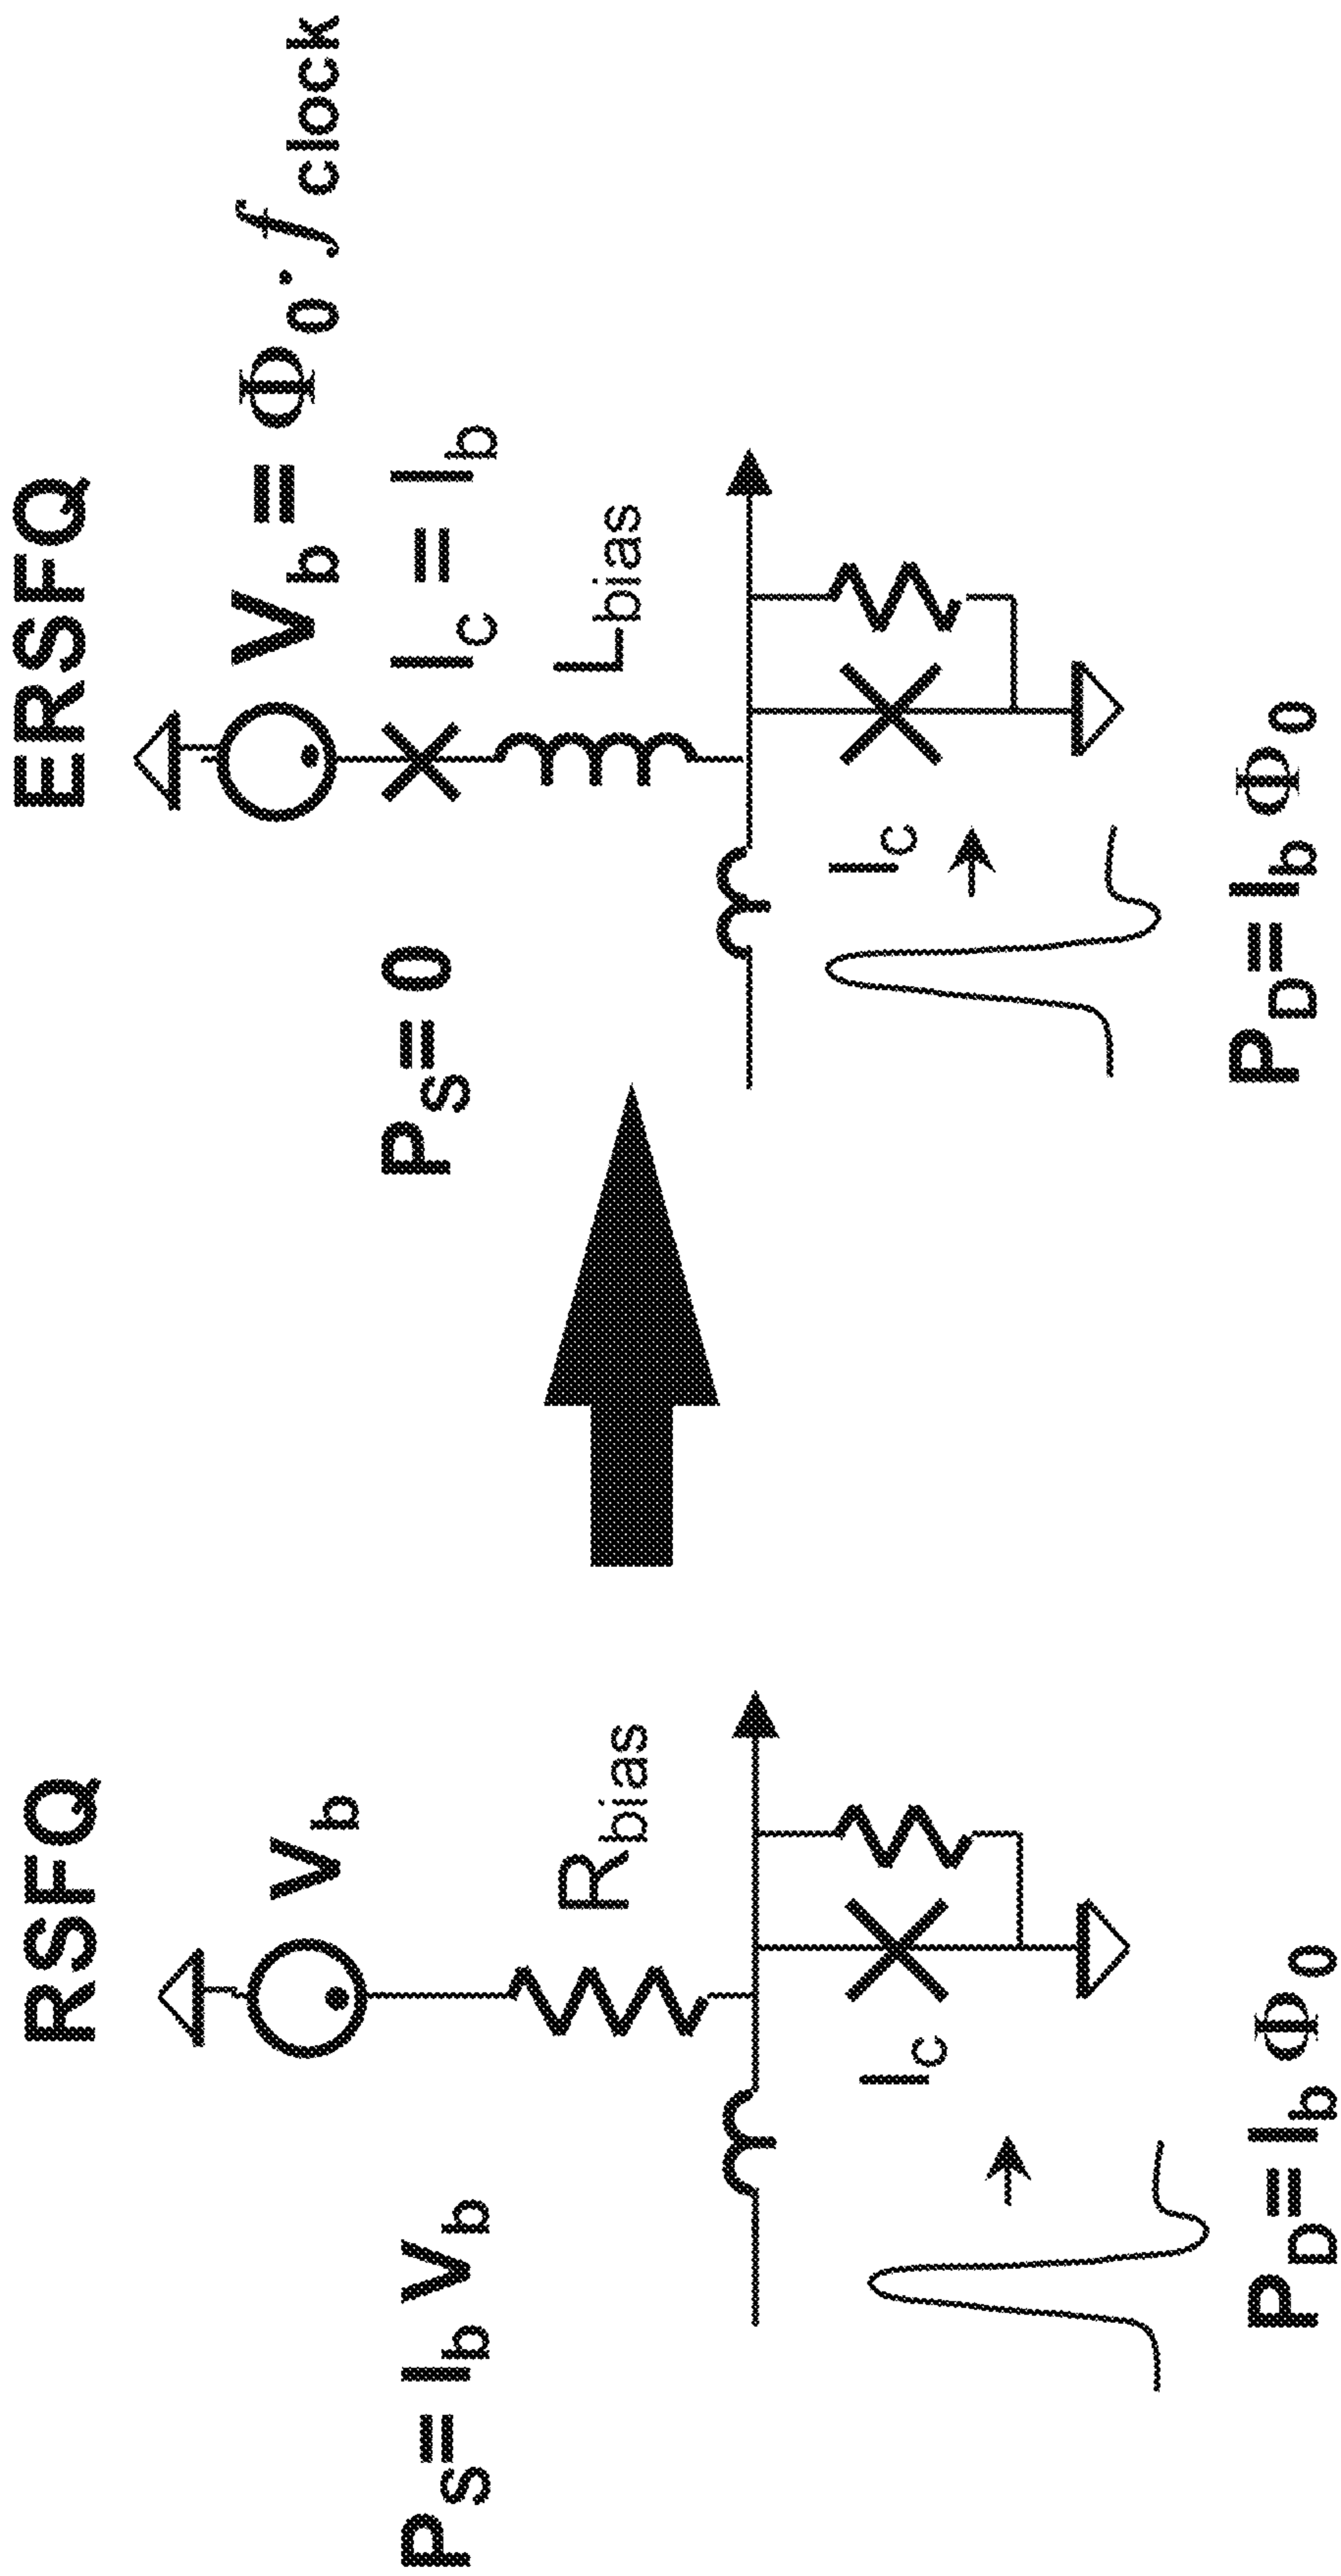 RSFQ
V_b
P_S = I_b V_b
R_bias
I_C
P_D = I_b Φ_0
ERSFQ
V_b = Φ_0 · f_clock
I_C = I_b
P_S = 0
L_bias
I_C
P_D = I_b Φ_0